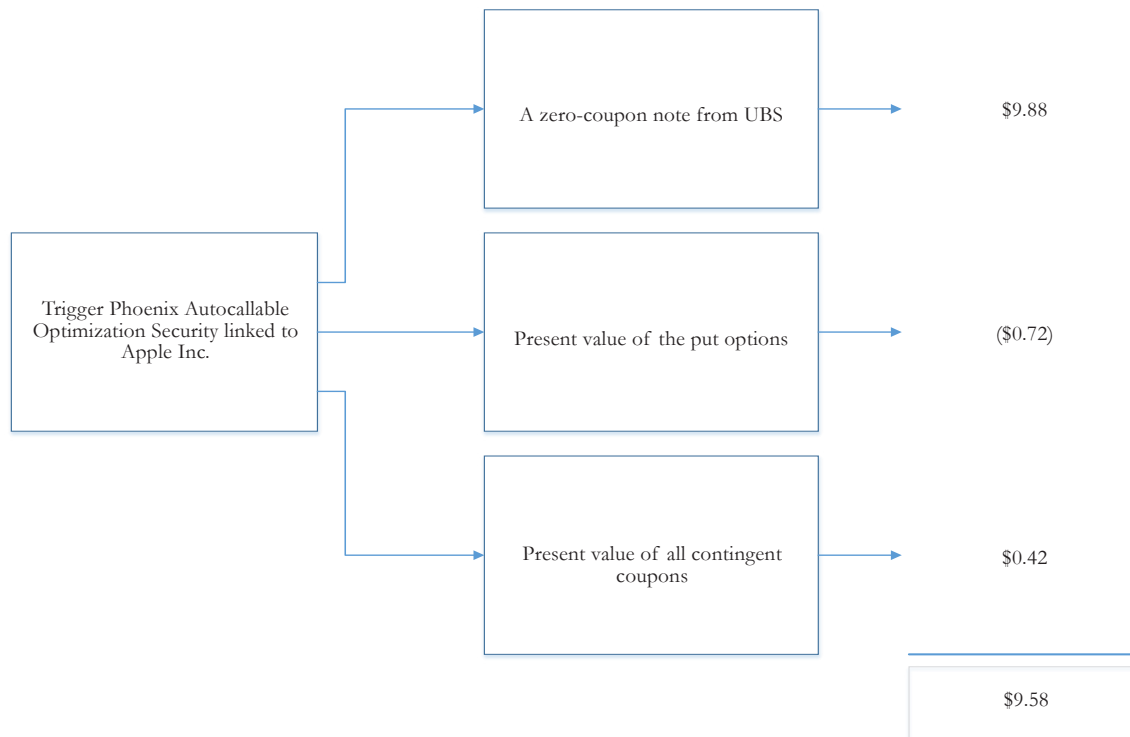 A zero-coupon note from UBS
$9.88
Trigger Phoenix Autocallable
Optimization Security linked to
Apple Inc.
Present value of the put options
($0.72)
Present value of all contingent
coupons
$0.42
$9.58